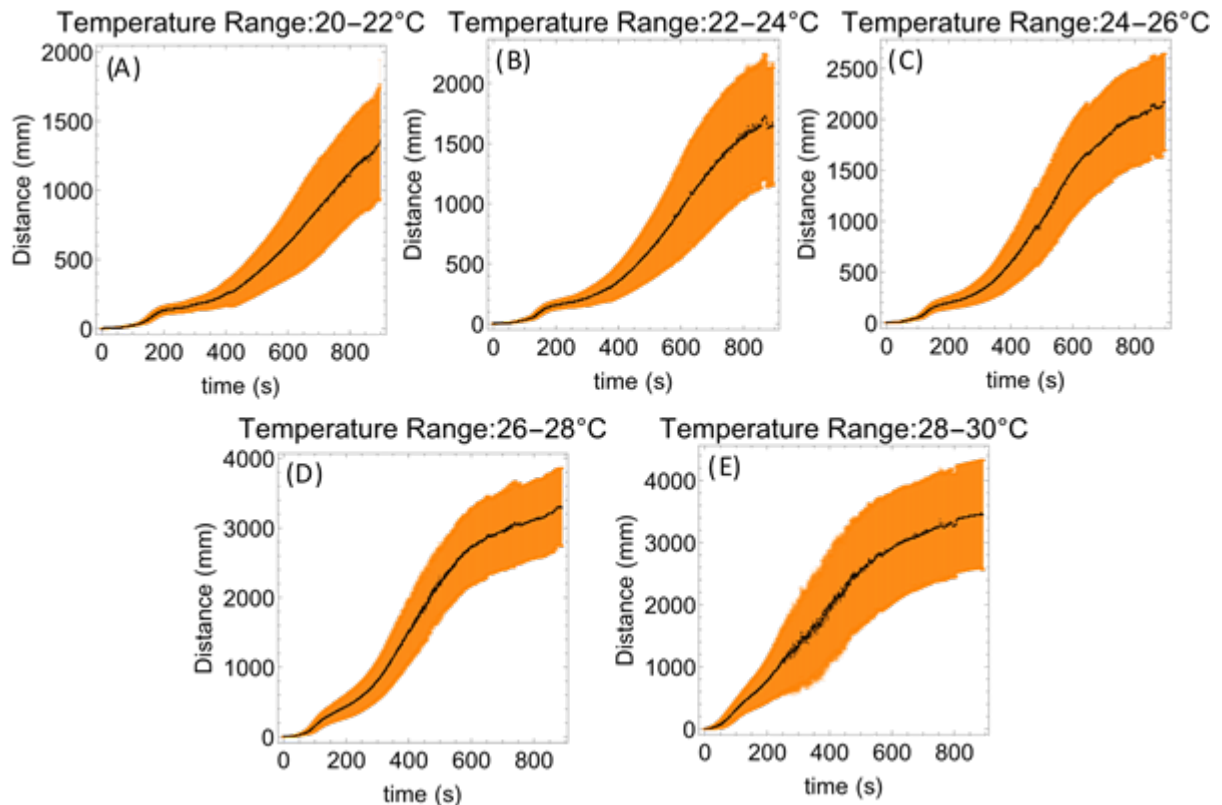 Temperature Range:20−22°C
(A)
Distance (mm)
2000
1500
1000
500
0
0 200 400 600 800
time (s)
Temperature Range:22−24°C
(B)
Distance (mm)
2000
1500
1000
500
0
0 200 400 600 800
time (s)
Temperature Range:24−26°C
(C)
Distance (mm)
2500
2000
1500
1000
500
0
0 200 400 600 800
time (s)
Temperature Range:26−28°C
(D)
Distance (mm)
4000
3000
2000
1000
0
0 200 400 600 800
time (s)
Temperature Range:28−30°C
(E)
Distance (mm)
4000
3000
2000
1000
0
0 200 400 600 800
time (s)